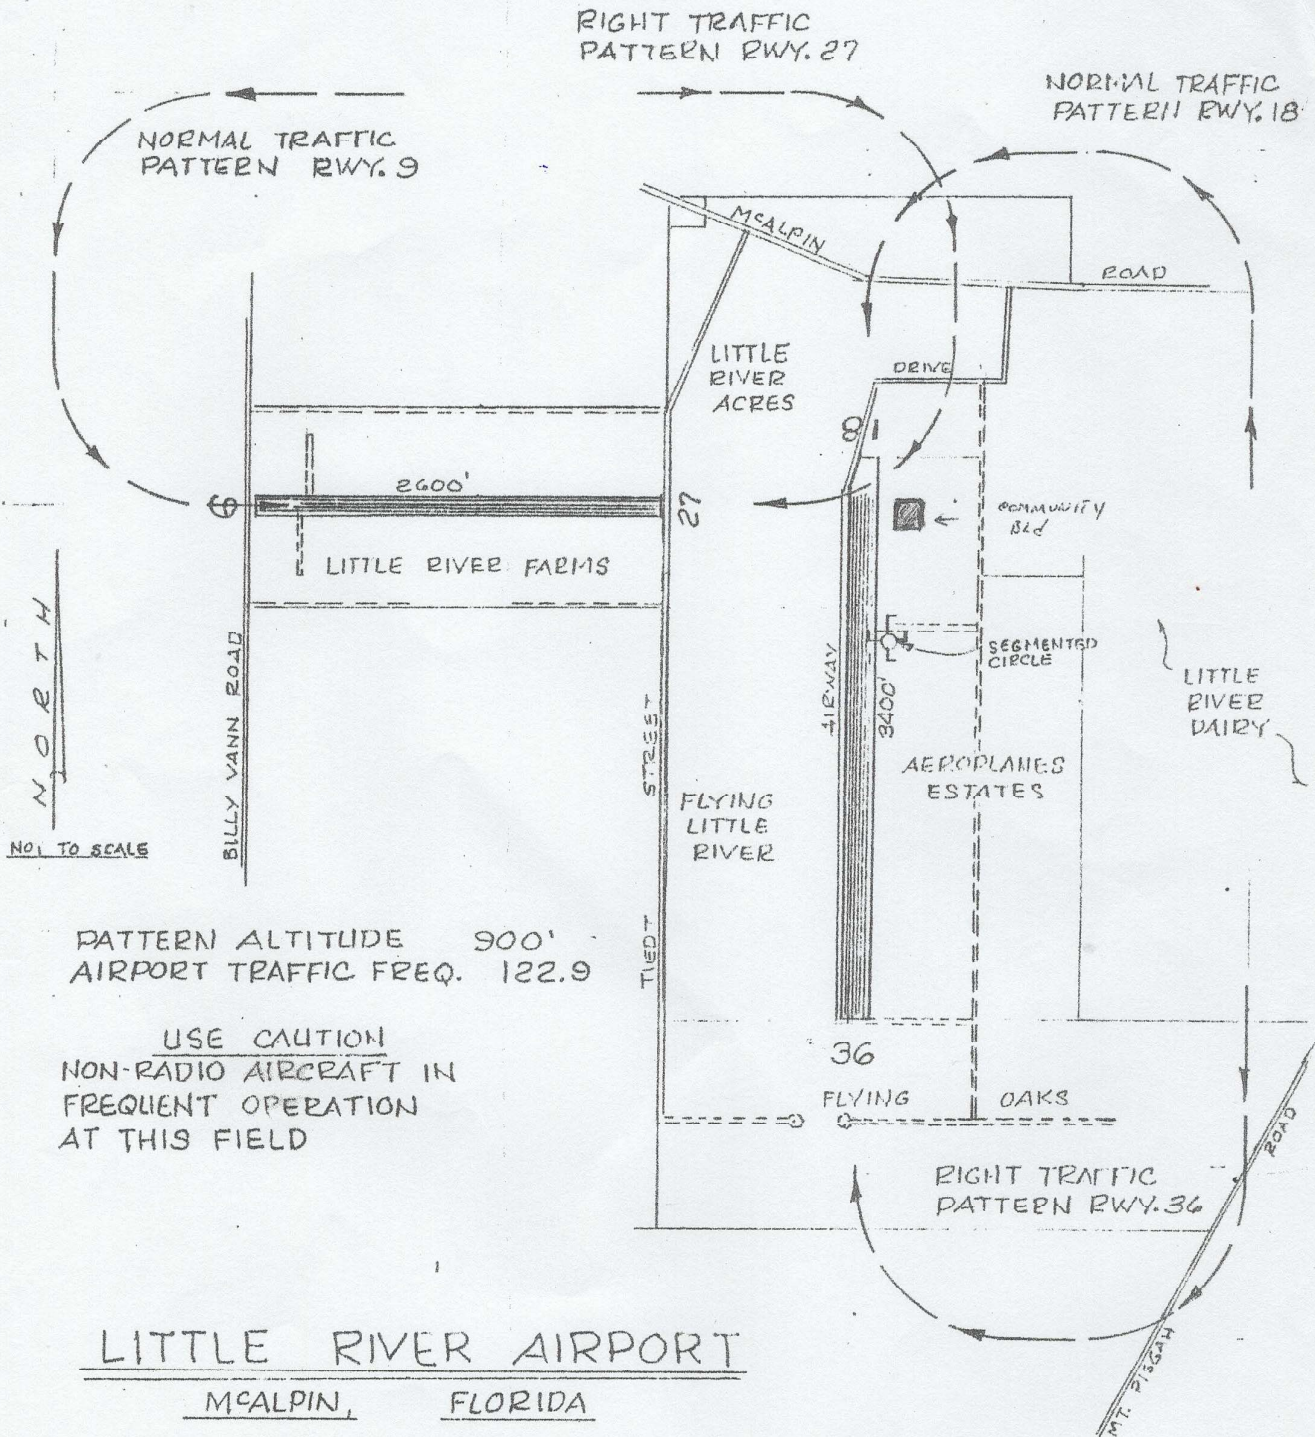 RIGHT TRAFFIC
PATTERN RWY. 27
NORMAL TRAFFIC
PATTERN RWY. 18
NORMAL TRAFFIC
PATTERN RWY. 9
McALPIN
ROAD
LITTLE
RIVER
ACRES
DRIVE
18
2600'
9
27
COMMUNITY
BLd
LITTLE RIVER FARMS
NORTH
NOT TO SCALE
BILLY VANN ROAD
STREET
TIEDT
AIRWAY
3400'
SEGMENTED
CIRCLE
LITTLE
RIVER
DAIRY
AEROPLANES
ESTATES
FLYING
LITTLE
RIVER
PATTERN ALTITUDE 900'
AIRPORT TRAFFIC FREQ. 122.9
USE CAUTION
NON-RADIO AIRCRAFT IN
FREQUENT OPERATION
AT THIS FIELD
36
FLYING OAKS
RIGHT TRAFFIC
PATTERN RWY. 36
MT. PISGAH ROAD
LITTLE RIVER AIRPORT
McALPIN, FLORIDA